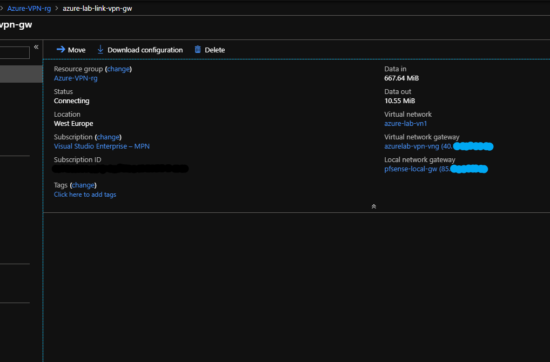 Azure-VPN-rg > azure-lab-link-vpn-gw
vpn-gw
«
Move Download configuration Delete
Resource group (change)
Azure-VPN-rg
Status
Connecting
Location
West Europe
Subscription (change)
Visual Studio Enterprise – MPN
Subscription ID
Tags (change)
Click here to add tags
Data in
667.64 MiB
Data out
10.55 MiB
Virtual network
azure-lab-vn1
Virtual network gateway
azurelab-vpn-vng (40.
Local network gateway
pfsense-local-gw (85.